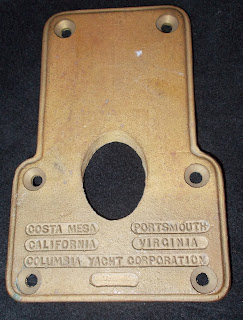 COSTA MESA PORTSMOUTH
CALIFORNIA VIRGINIA
COLUMBIA YACHT CORPORATION